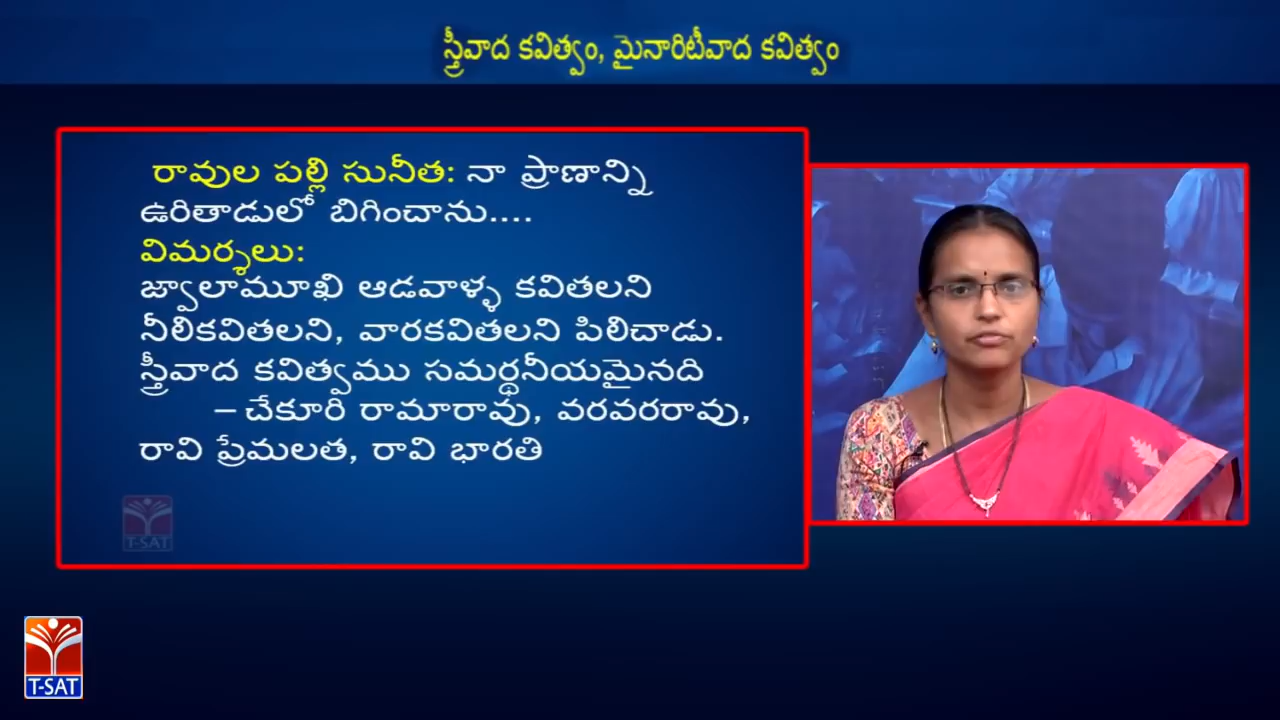 స్త్రీవాద కవిత్వం, మైనారిటీవాద కవిత్వం
రావుల పల్లి సునీత: నా ప్రాణాన్ని
ఉరితాడులో బిగించాను....
విమర్శలు:
జ్వాలామూఖి ఆడవాళ్ళ కవితలని
నీలికవితలని, వారకవితలని పిలిచాడు.
స్త్రీవాద కవిత్వము సమర్థనీయమైనది
– చేకూరి రామారావు, వరవరరావు,
రావి ప్రేమలత, రావి భారతి
T-SAT
T-SAT